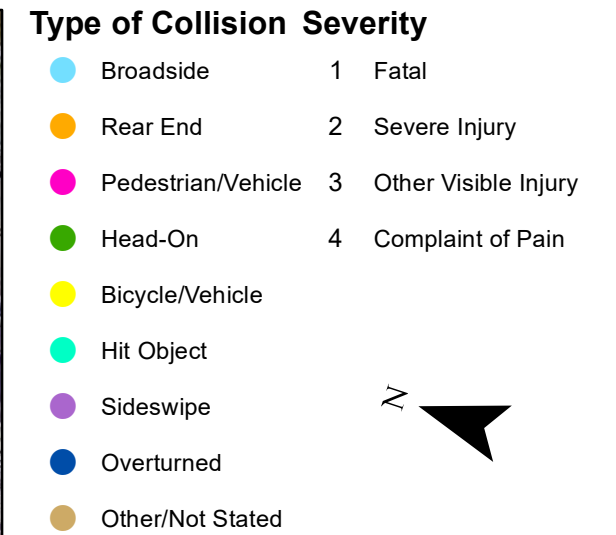 Type of Collision Severity
Broadside 1 Fatal
Rear End 2 Severe Injury
Pedestrian/Vehicle 3 Other Visible Injury
Head-On 4 Complaint of Pain
Bicycle/Vehicle
Hit Object
N
Sideswipe
Overturned
Other/Not Stated